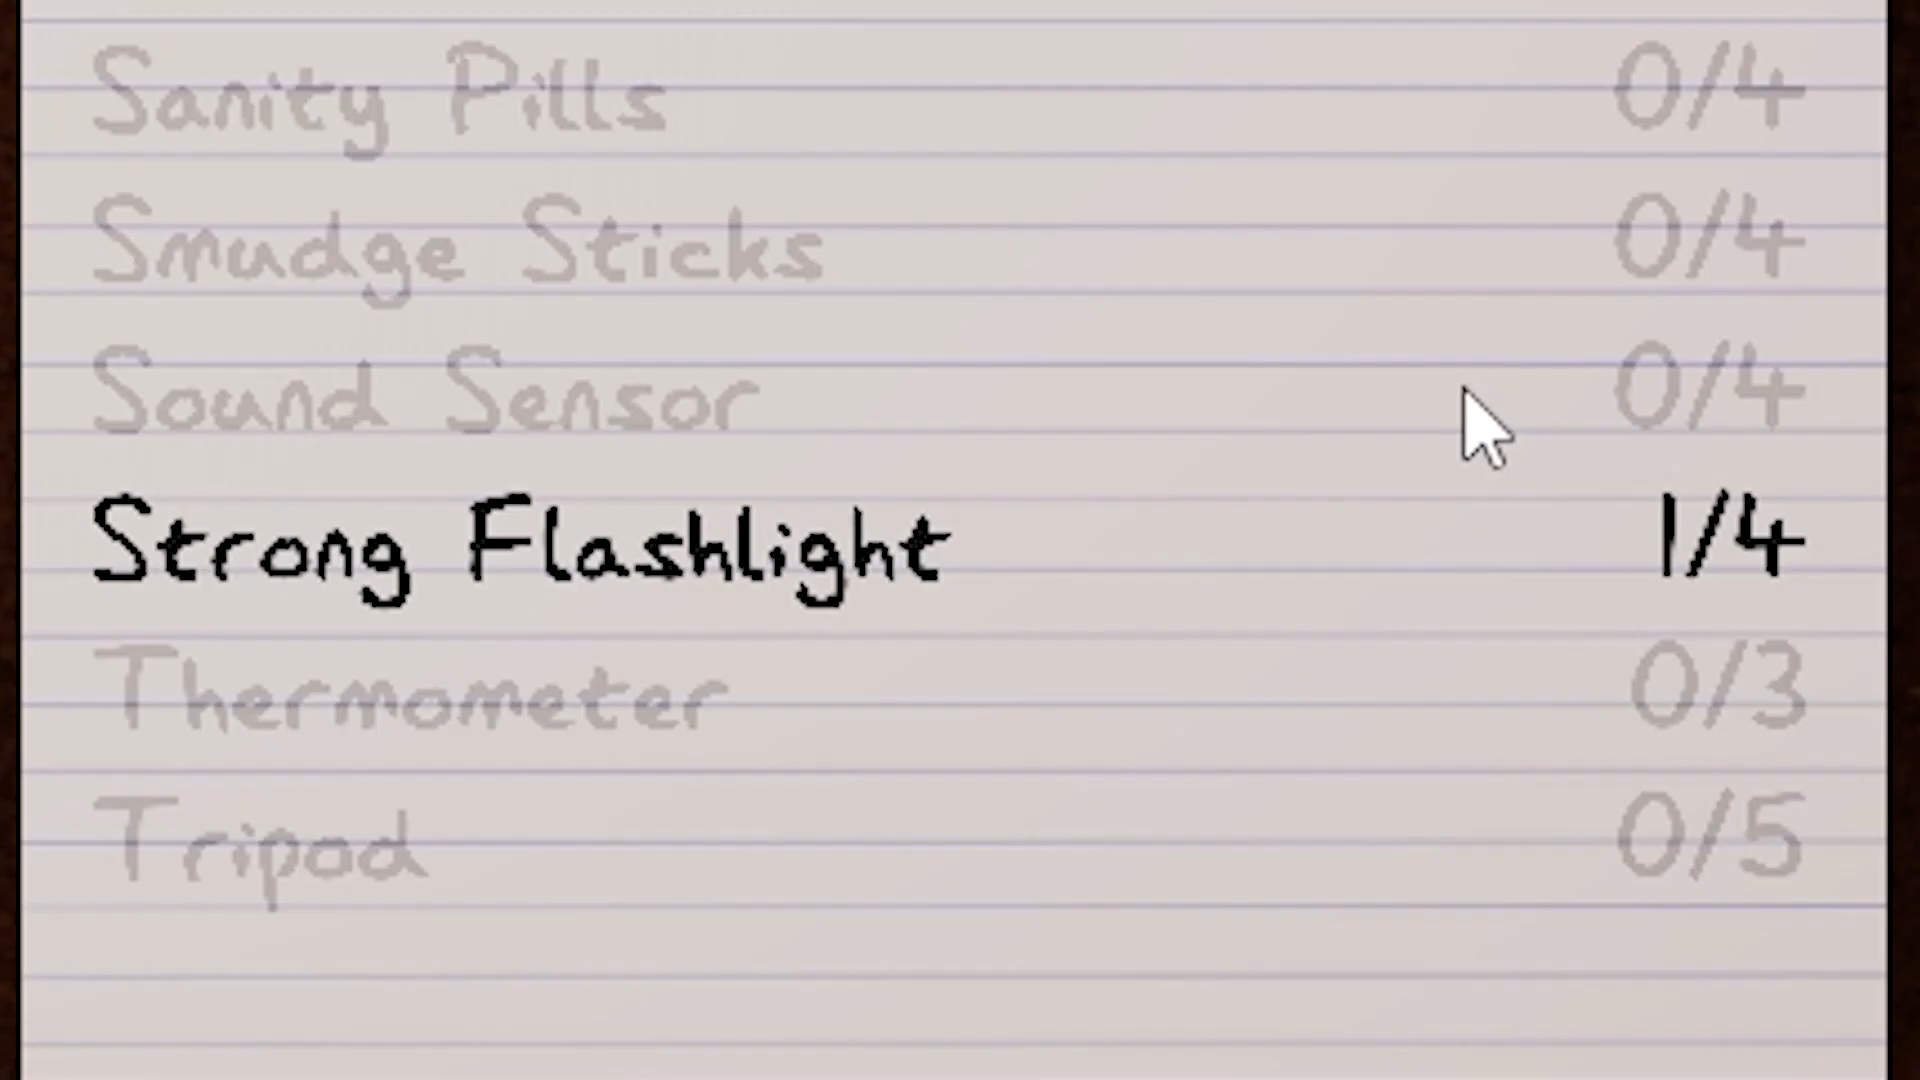 Sanity Pills 0/4
Smudge Sticks 0/4
Sound Sensor 0/4
Strong Flashlight 1/4
Thermometer 0/3
Tripod 0/5